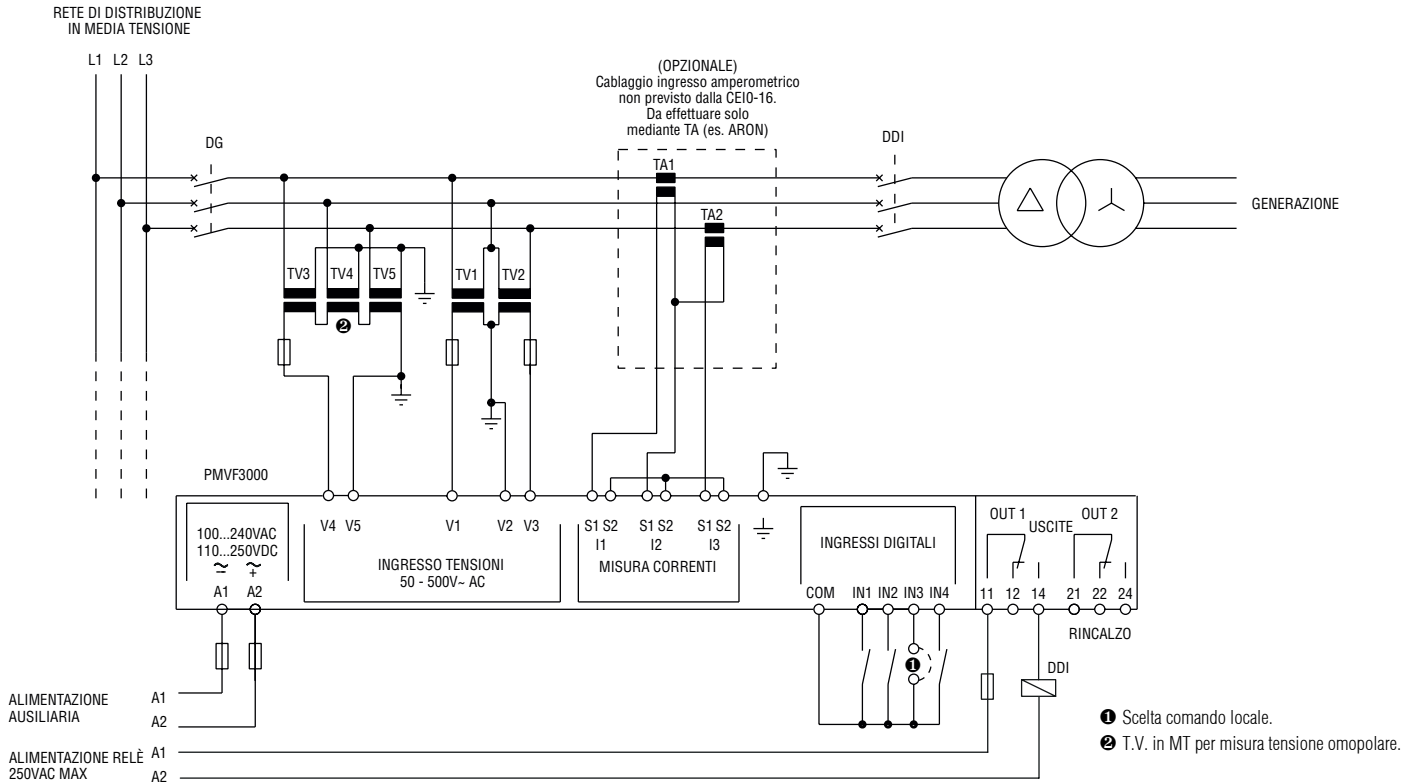 RETE DI DISTRIBUZIONE
IN MEDIA TENSIONE
L1 L2 L3
(OPZIONALE)
Cablaggio ingresso amperometrico
non previsto dalla CEI0-16.
Da effettuare solo
mediante TA (es. ARON)
DG
DDI
TA1
TA2
GENERAZIONE
TV3 TV4 TV5
TV1 TV2
❷
PMVF3000
100...240VAC
110...250VDC
A1 A2
V4 V5 V1 V2 V3
INGRESSO TENSIONI
50 - 500V~ AC
S1 S2 S1 S2 S1 S2
I1 I2 I3
MISURA CORRENTI
INGRESSI DIGITALI
COM IN1 IN2 IN3 IN4
OUT 1 OUT 2
USCITE
11 12 14 21 22 24
RINCALZO
❶
DDI
ALIMENTAZIONE
AUSILIARIA
A1
A2
ALIMENTAZIONE RELÈ
250VAC MAX
A1
A2
❶ Scelta comando locale.
❷ T.V. in MT per misura tensione omopolare.